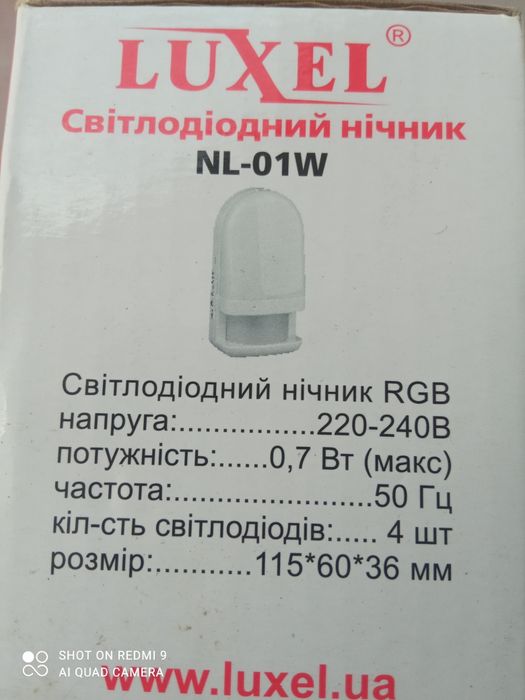 LUXEL®
Світлодіодний нічник
NL-01W
Світлодіодний нічник RGB
напруга:................220-240В
потужність:......0,7 Вт (макс)
частота:.......................50 Гц
кіл-сть світлодіодів:..... 4 шт
розмір:...........115*60*36 мм
www.luxel.ua
SHOT ON REDMI 9
AI QUAD CAMERA